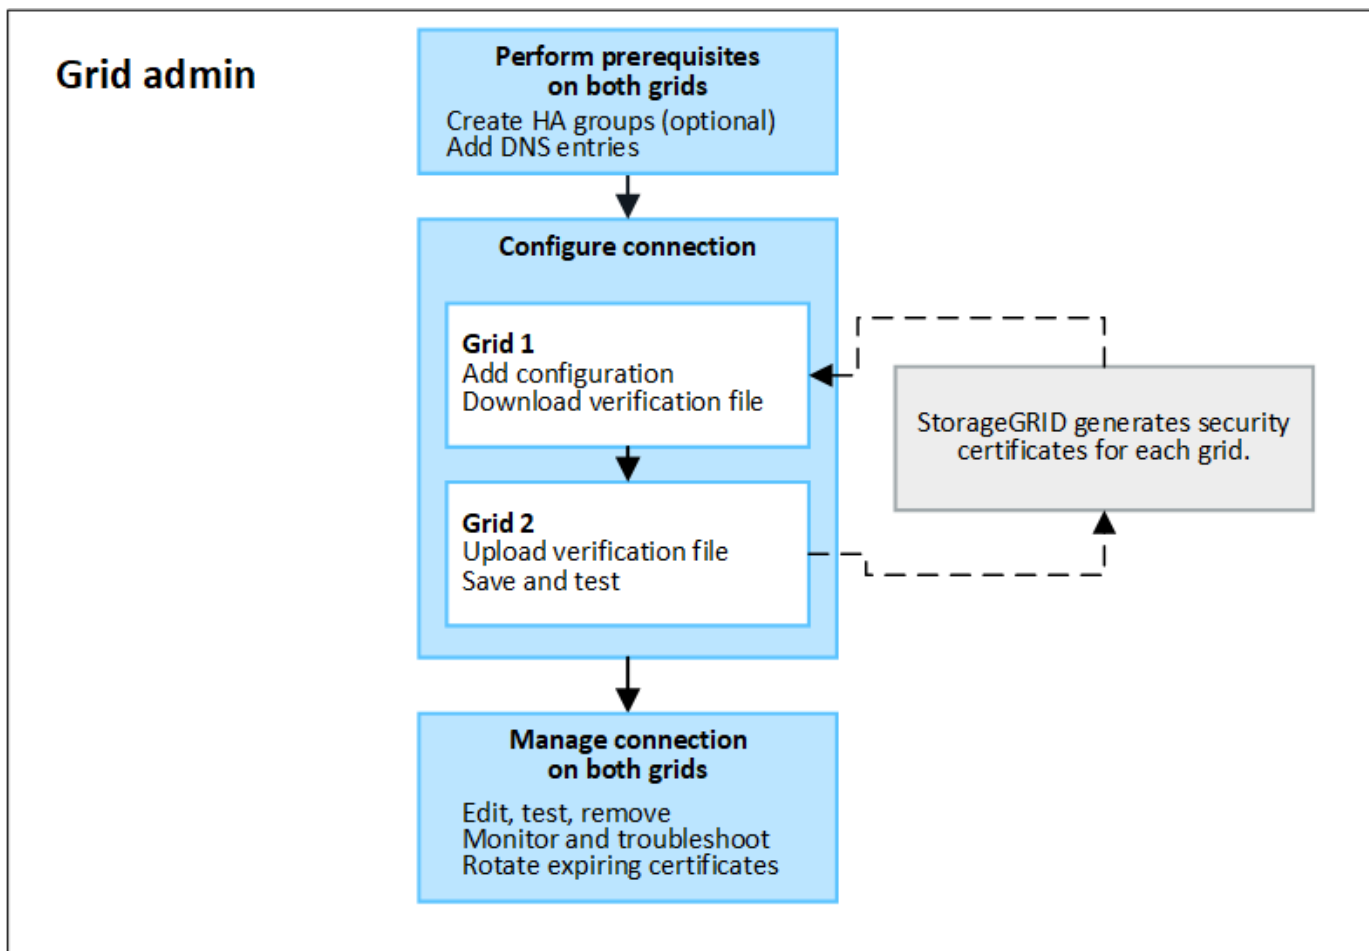 Grid admin
Perform prerequisites
on both grids
Create HA groups (optional)
Add DNS entries
Configure connection
Grid 1
Add configuration
Download verification file
StorageGRID generates security
certificates for each grid.
Grid 2
Upload verification file
Save and test
Manage connection
on both grids
Edit, test, remove
Monitor and troubleshoot
Rotate expiring certificates